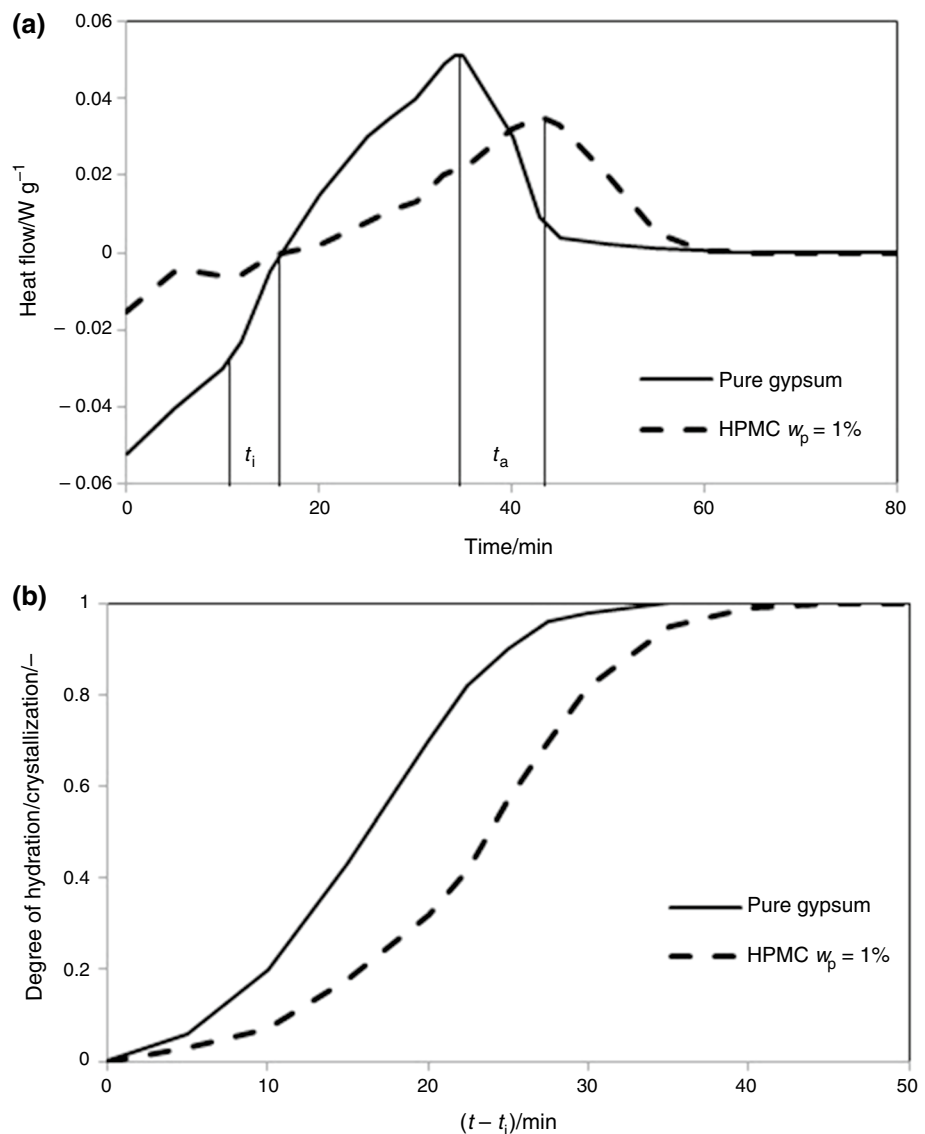 (a)
0.06
0.04
0.02
0
– 0.02
– 0.04
– 0.06
Heat flow/W g⁻¹
Pure gypsum
HPMC wₚ = 1%
tᵢ
tₐ
0 20 40 60 80
Time/min
(b)
1
0.8
0.6
0.4
0.2
0
Degree of hydration/crystallization/–
Pure gypsum
HPMC wₚ = 1%
0 10 20 30 40 50
(t – tᵢ)/min